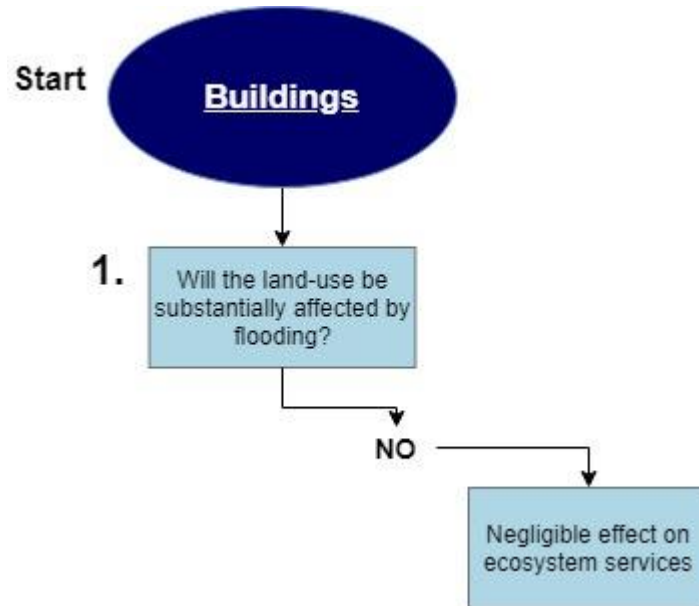 Start
Buildings
1.
Will the land-use be
substantially affected by
flooding?
NO
Negligible effect on
ecosystem services